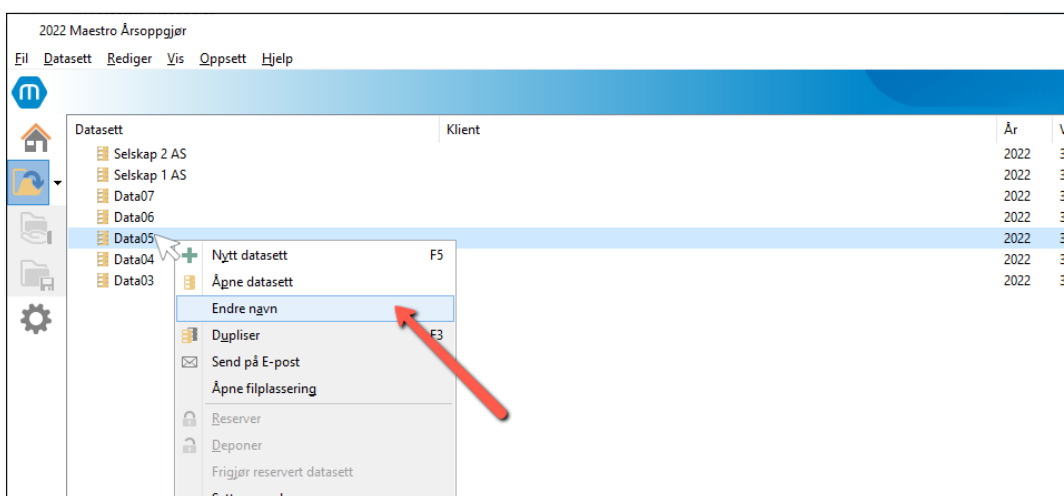 2022 Maestro Årsoppgjør
Fil Datasett Rediger Vis Oppsett Hjelp
Datasett Klient År
Selskap 2 AS 2022
Selskap 1 AS 2022
Data07 2022
Data06 2022
Data05 2022
Data04 2022
Data03 2022
Nytt datasett F5
Åpne datasett
Endre navn
Dupliser F3
Send på E-post
Åpne filplassering
Reserver
Deponer
Frigjør reservert datasett